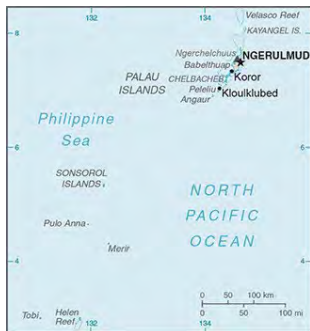 132
134
Velasco Reef
KAYANGEL IS.
8
Ngerchelchuus
NGERULMUD
Babelthuap
Koror
PALAU
ISLANDS
CHELBACHEB
Peleliu
Kloulklubed
Angaur
Philippine
Sea
6
6
SONSOROL
ISLANDS
NORTH
PACIFIC
OCEAN
Pulo Anna
Merir
4
4
0 50 100 km
0 50 100 mi
Tobi
Helen
Reef
132
134